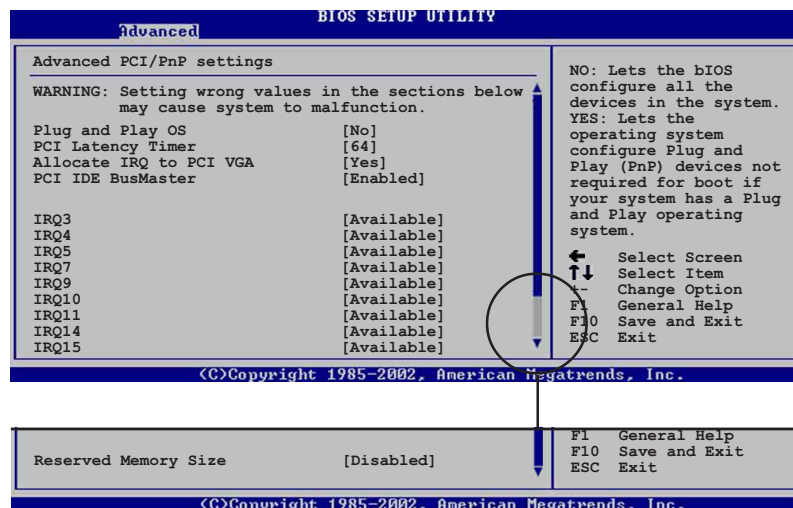 BIOS SETUP UTILITY
Advanced
Advanced PCI/PnP settings
WARNING: Setting wrong values in the sections below
may cause system to malfunction.
Plug and Play OS [No]
PCI Latency Timer [64]
Allocate IRQ to PCI VGA [Yes]
PCI IDE BusMaster [Enabled]
IRQ3 [Available]
IRQ4 [Available]
IRQ5 [Available]
IRQ7 [Available]
IRQ9 [Available]
IRQ10 [Available]
IRQ11 [Available]
IRQ14 [Available]
IRQ15 [Available]
NO: Lets the bIOS
configure all the
devices in the system.
YES: Lets the
operating system
configure Plug and
Play (PnP) devices not
required for boot if
your system has a Plug
and Play operating
system.
Select Screen
Select Item
+- Change Option
F1 General Help
F10 Save and Exit
ESC Exit
(C)Copyright 1985-2002, American Megatrends, Inc.
Reserved Memory Size [Disabled]
F1 General Help
F10 Save and Exit
ESC Exit
(C)Copyright 1985-2002, American Megatrends, Inc.